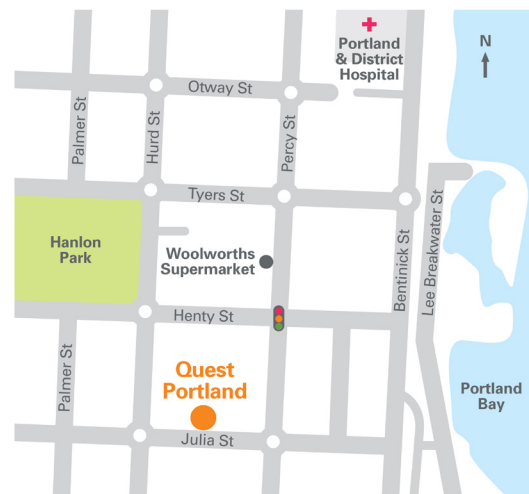 Portland
& District
Hospital
N
Otway St
Palmer St
Hurd St
Percy St
Tyers St
Hanlon
Park
Woolworths
Supermarket
Bentinick St
Lee Breakwater St
Henty St
Palmer St
Quest
Portland
Portland
Bay
Julia St